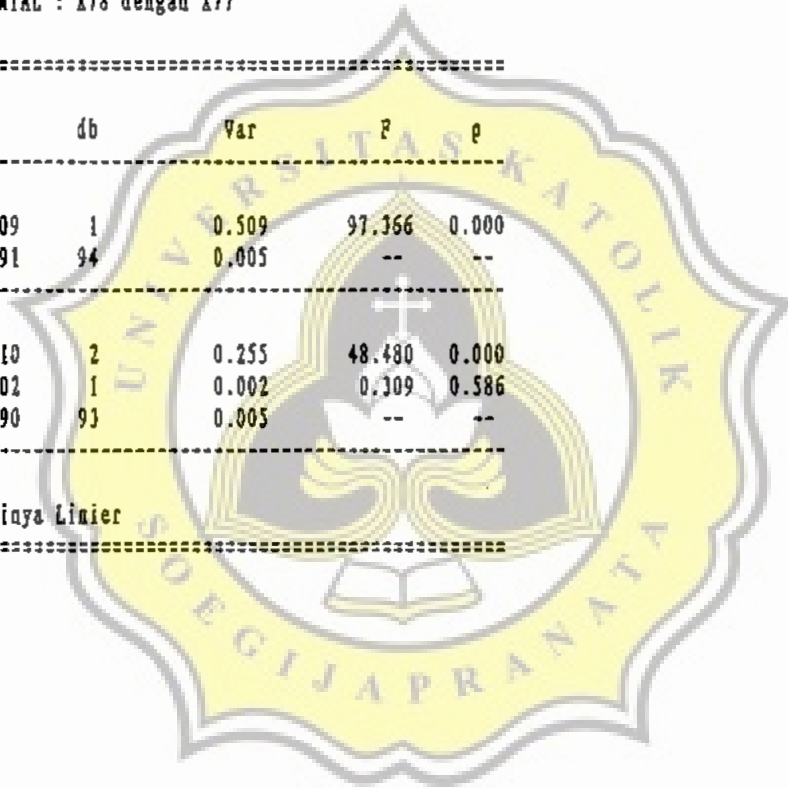 : X78 dengan X77
================================
db Var F p
--------------------------------
09 1 0.509 97.366 0.000
91 94 0.005 -- --
--------------------------------
10 2 0.255 48.480 0.000
02 1 0.002 0.309 0.586
90 93 0.005 -- --
--------------------------------
Linier
================================
UNIVERSITAS KATOLIK
SOEGIJAPRANATA